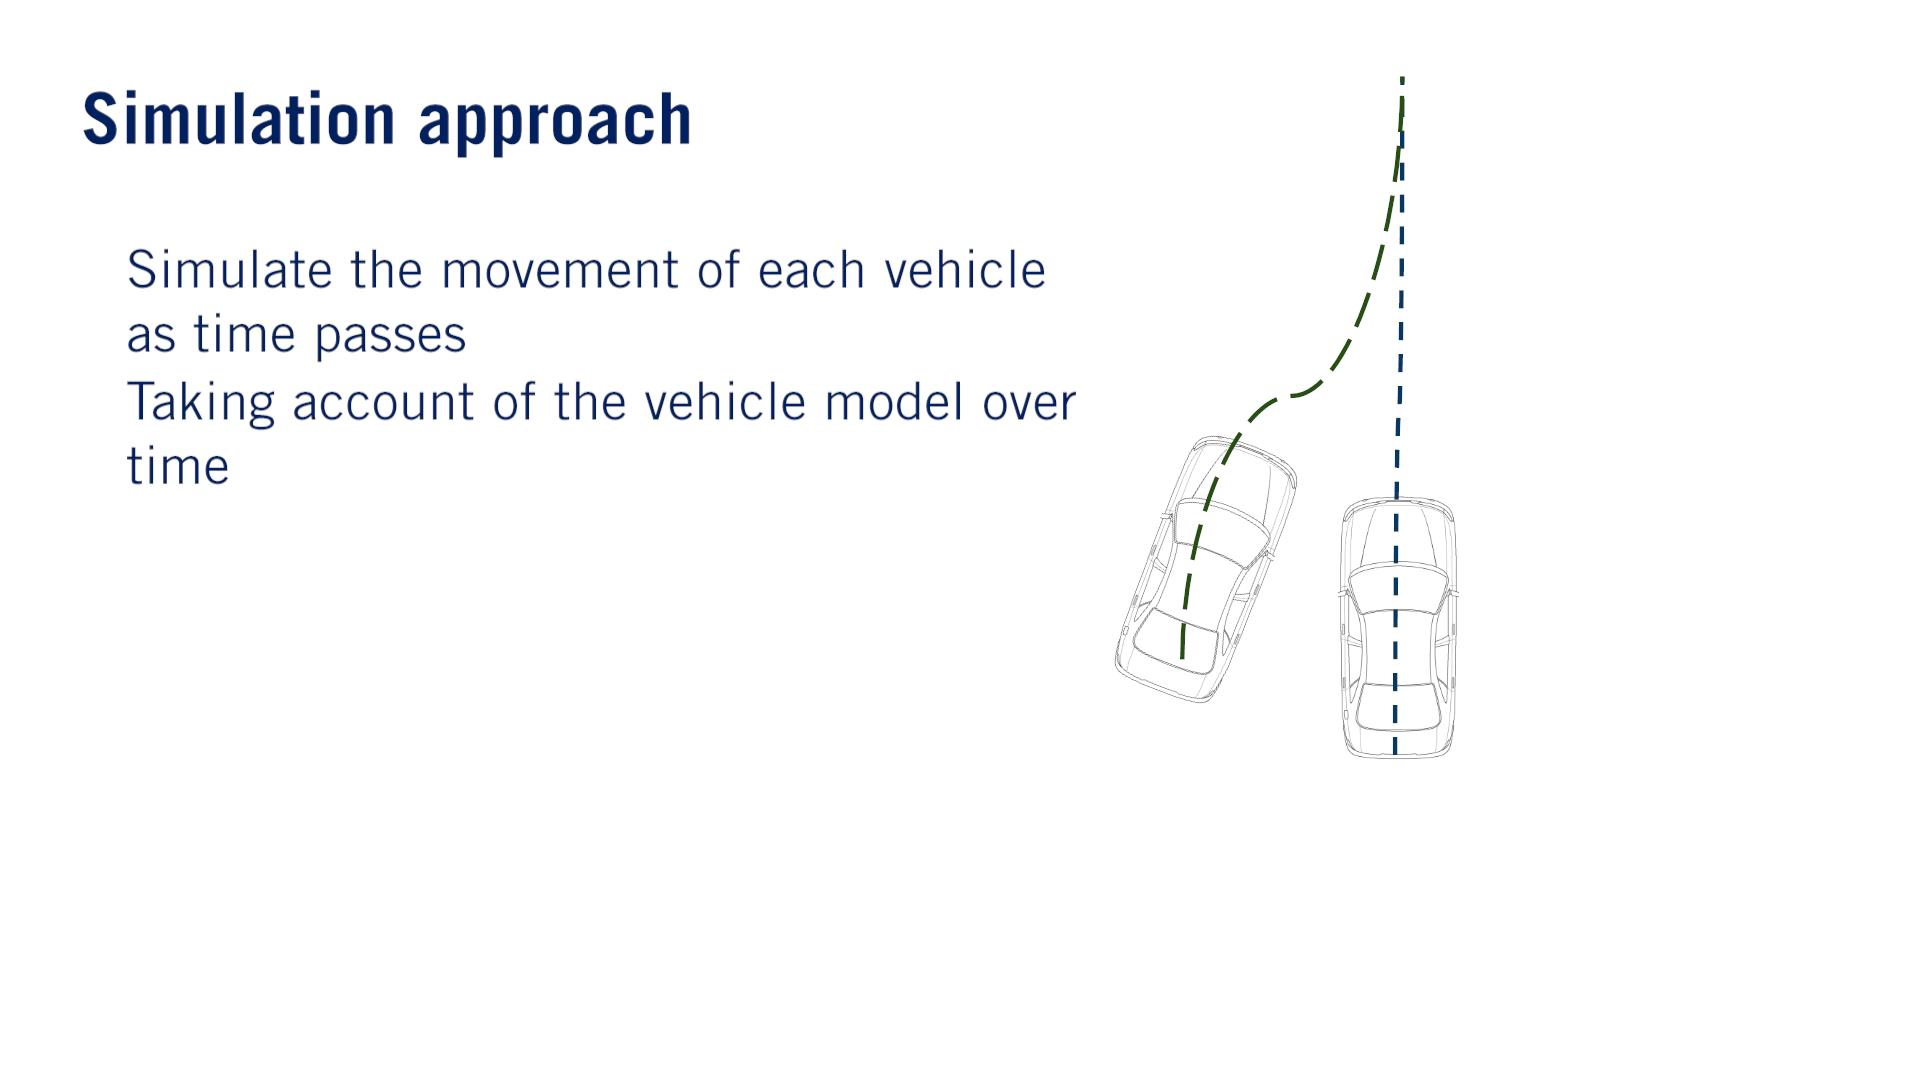 Simulation approach
Simulate the movement of each vehicle
as time passes
Taking account of the vehicle model over
time